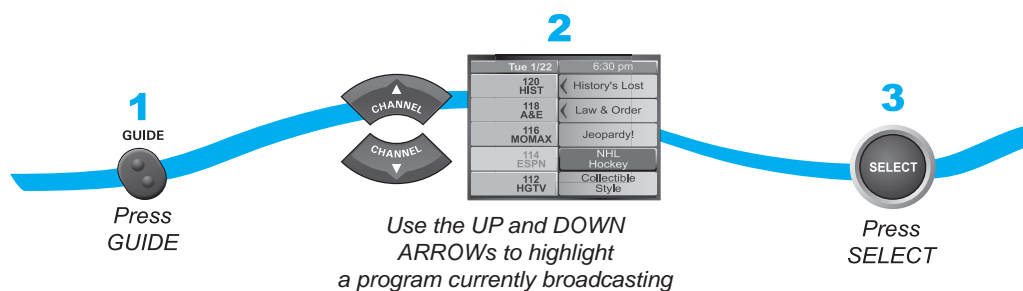 1
GUIDE
Press
GUIDE
CHANNEL
CHANNEL
2
Tue 1/22 6:30 pm
120
HIST
History's Lost
118
A&E
Law & Order
116
MOMAX
Jeopardy!
114
ESPN
NHL
Hockey
112
HGTV
Collectible
Style
Use the UP and DOWN
ARROWs to highlight
a program currently broadcasting
3
SELECT
Press
SELECT